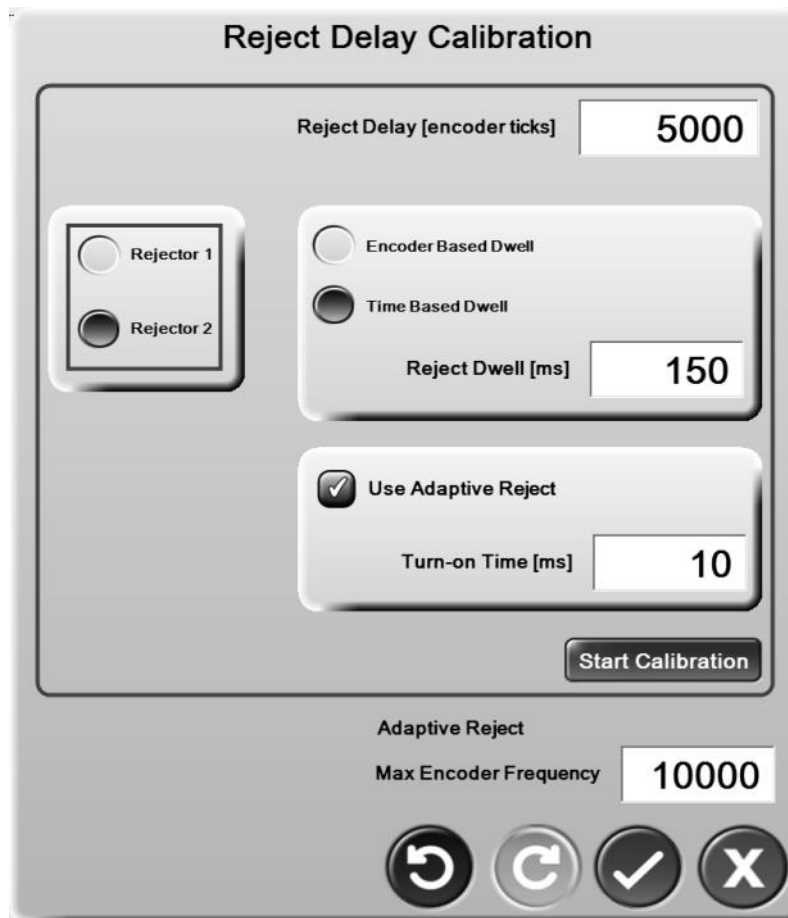 Reject Delay Calibration
Reject Delay [encoder ticks] 5000
Rejector 1
Rejector 2
Encoder Based Dwell
Time Based Dwell
Reject Dwell [ms] 150
Use Adaptive Reject
Turn-on Time [ms] 10
Start Calibration
Adaptive Reject
Max Encoder Frequency 10000